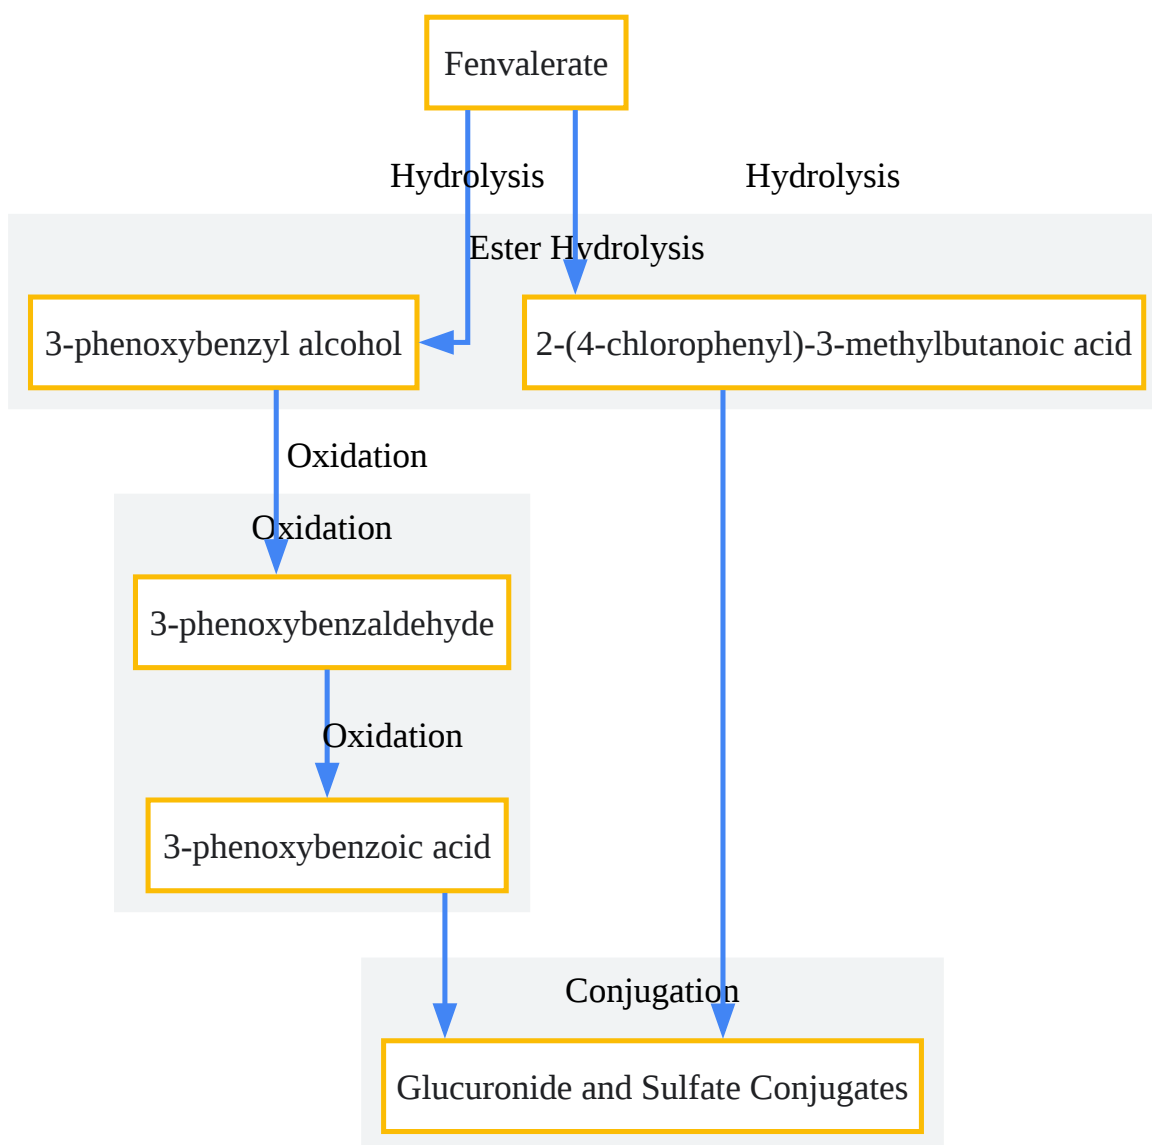 Fenvalerate
Hydrolysis
Hydrolysis
Ester Hydrolysis
3-phenoxybenzyl alcohol
2-(4-chlorophenyl)-3-methylbutanoic acid
Oxidation
Oxidation
3-phenoxybenzaldehyde
Oxidation
3-phenoxybenzoic acid
Conjugation
Glucuronide and Sulfate Conjugates